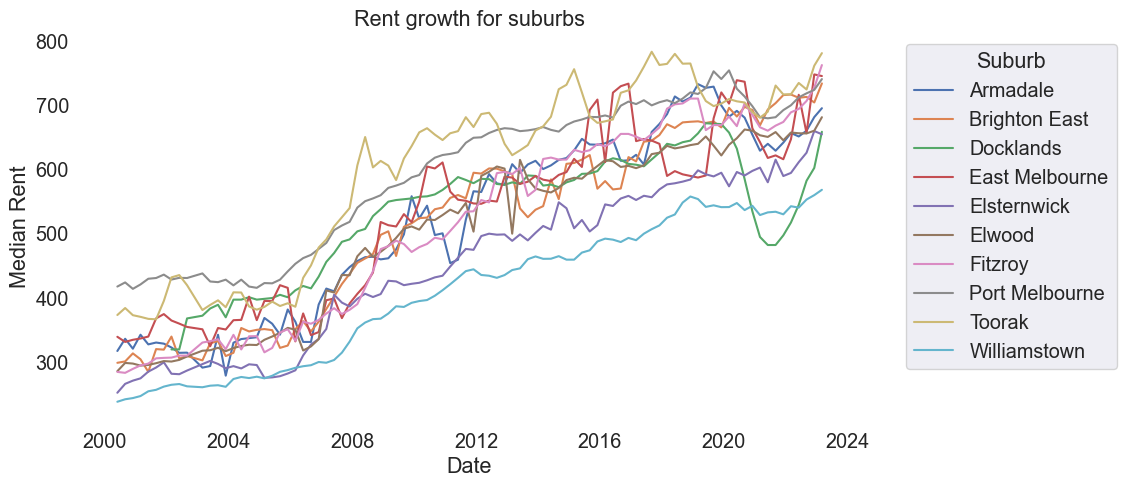 Rent growth for suburbs
Median Rent
800
700
600
500
400
300
2000 2004 2008 2012 2016 2020 2024
Date
Suburb
Armadale
Brighton East
Docklands
East Melbourne
Elsternwick
Elwood
Fitzroy
Port Melbourne
Toorak
Williamstown